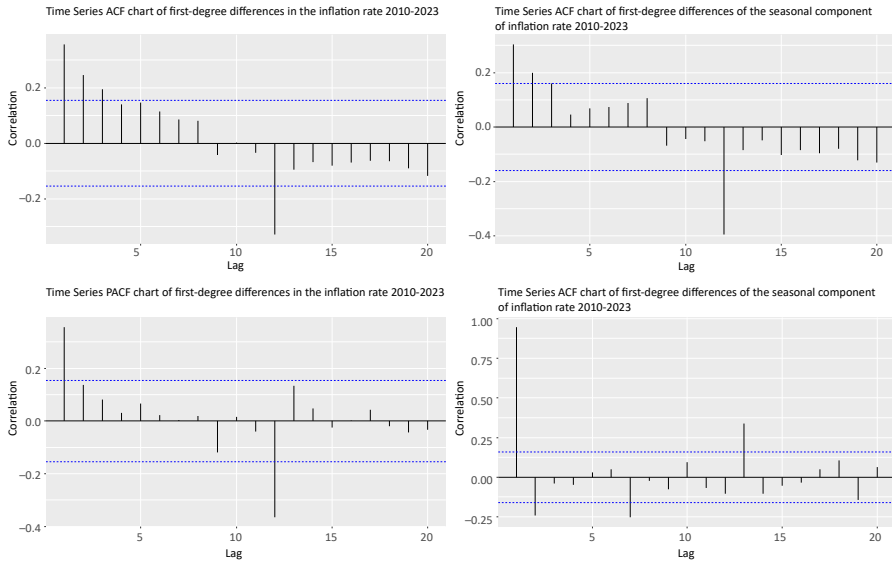 Time Series ACF chart of first-degree differences in the inflation rate 2010-2023
Correlation
0.2
0.0
−0.2
5
10
15
20
Lag
Time Series ACF chart of first-degree differences of the seasonal component
of inflation rate 2010-2023
Correlation
0.2
0.0
−0.2
−0.4
5
10
15
20
Lag
Time Series PACF chart of first-degree differences in the inflation rate 2010-2023
Correlation
0.2
0.0
−0.2
−0.4
5
10
15
20
Lag
Time Series ACF chart of first-degree differences of the seasonal component
of inflation rate 2010-2023
Correlation
1.00
0.75
0.50
0.25
0.00
−0.25
5
10
15
20
Lag